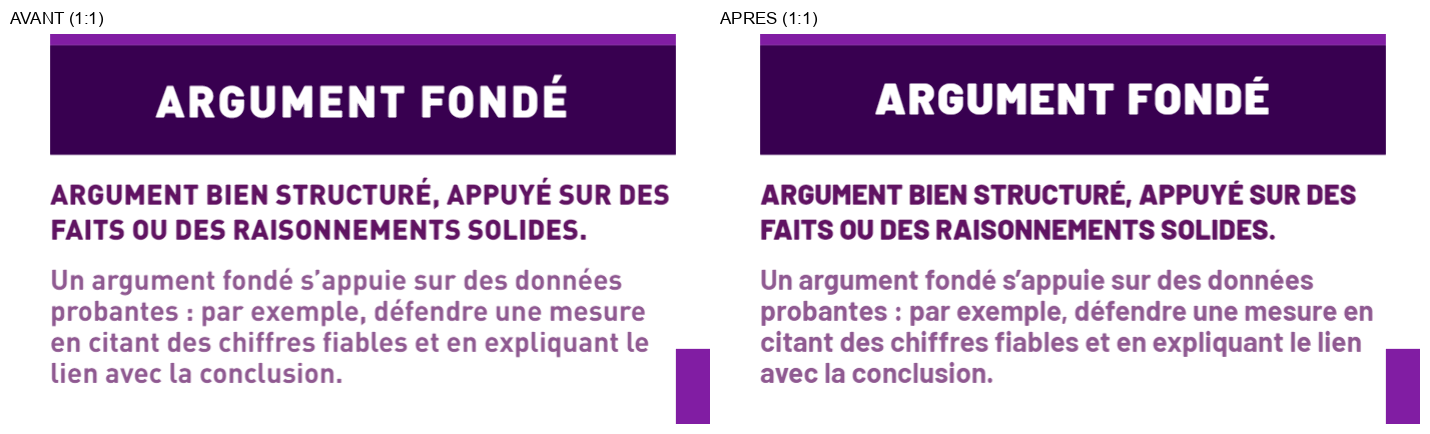 AVANT (1:1)
ARGUMENT FONDÉ
ARGUMENT BIEN STRUCTURÉ, APPUYÉ SUR DES
FAITS OU DES RAISONNEMENTS SOLIDES.
Un argument fondé s’appuie sur des données
probantes : par exemple, défendre une mesure
en citant des chiffres fiables et en expliquant le
lien avec la conclusion.
APRES (1:1)
ARGUMENT FONDÉ
ARGUMENT BIEN STRUCTURÉ, APPUYÉ SUR DES
FAITS OU DES RAISONNEMENTS SOLIDES.
Un argument fondé s’appuie sur des données
probantes : par exemple, défendre une mesure en
citant des chiffres fiables et en expliquant le lien
avec la conclusion.